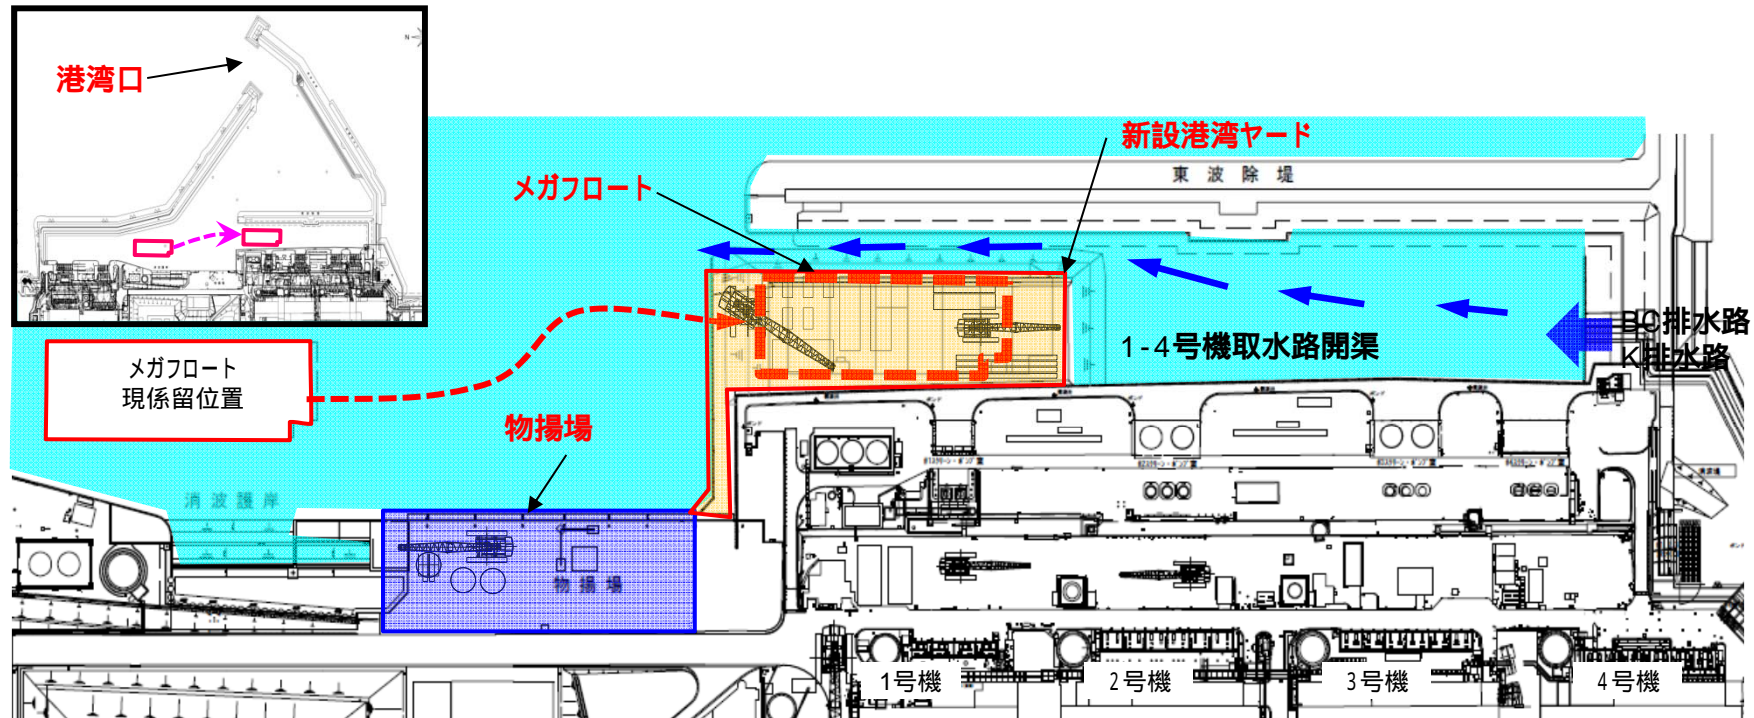 港湾口
N
新設港湾ヤード
メガフロート
東波除堤
BC排水路
K排水路
1-4号機取水路開渠
メガフロート
現係留位置
物揚場
消波護岸
物揚場
1号機
2号機
3号機
4号機